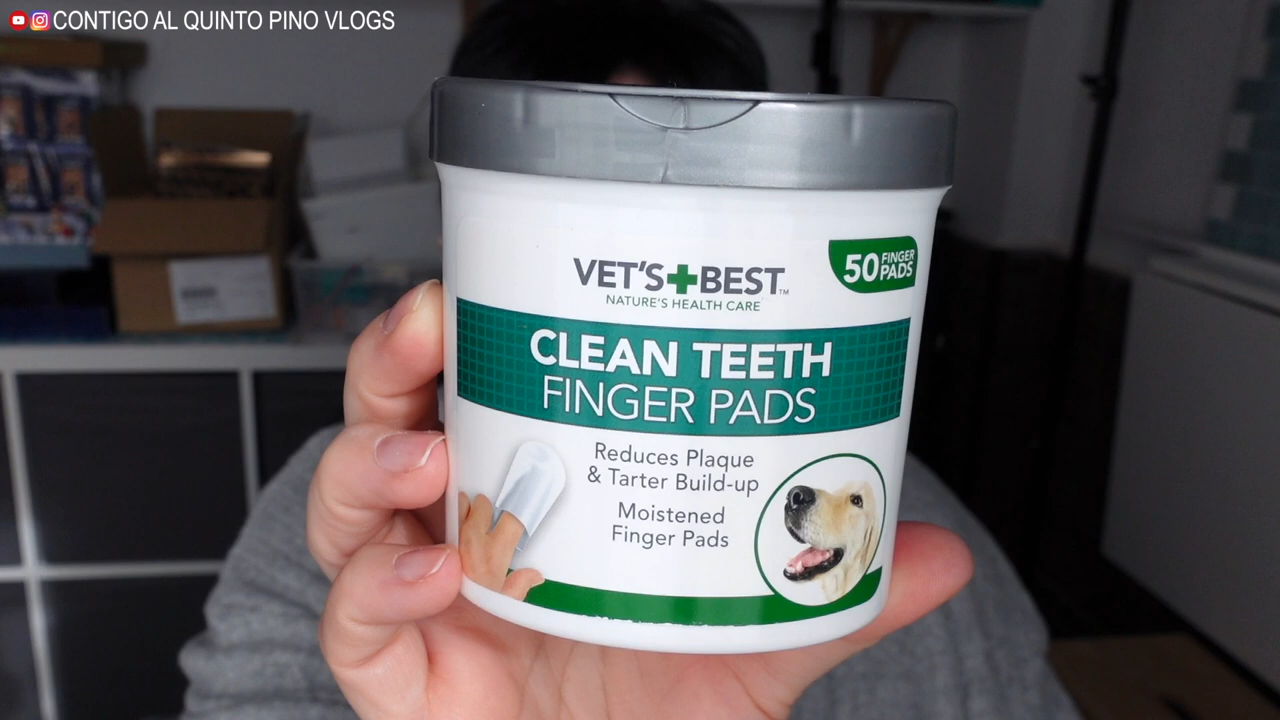 CONTIGO AL QUINTO PINO VLOGS
VET'S BEST™
NATURE'S HEALTH CARE
50 FINGER
PADS
CLEAN TEETH
FINGER PADS
Reduces Plaque
& Tarter Build-up
Moistened
Finger Pads